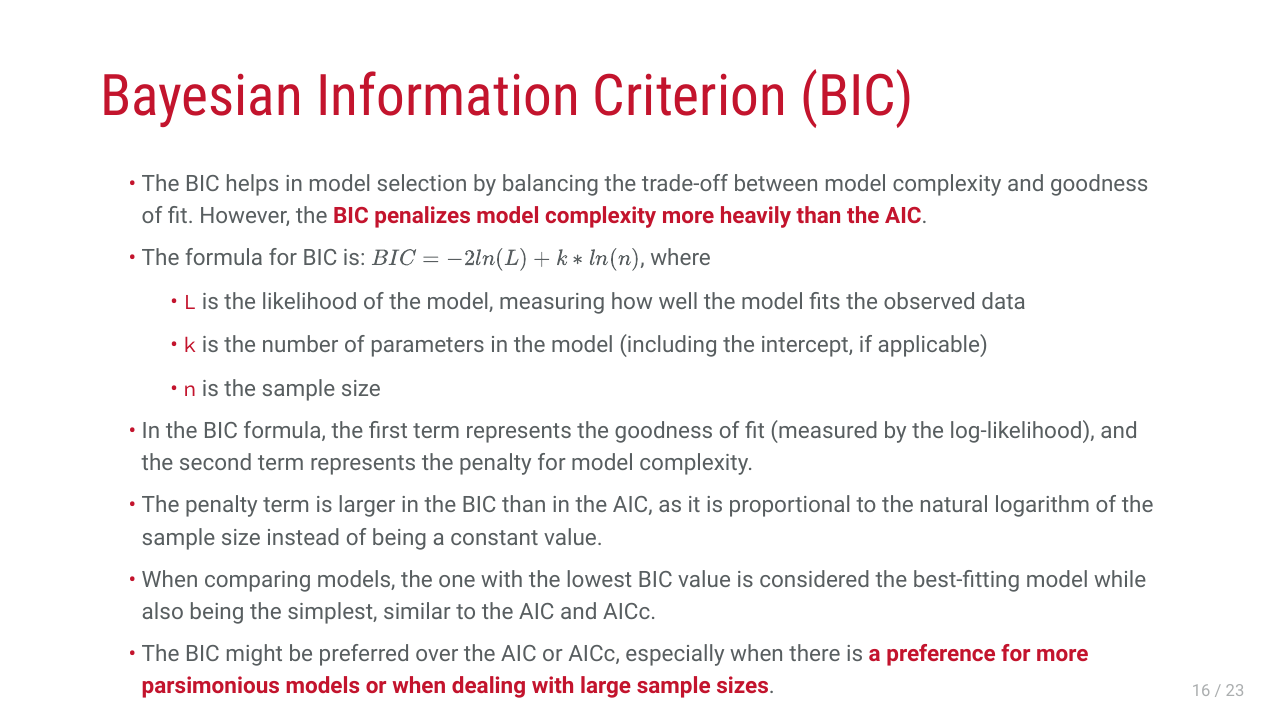 Bayesian Information Criterion (BIC)
• The BIC helps in model selection by balancing the trade-off between model complexity and goodness
of fit. However, the BIC penalizes model complexity more heavily than the AIC.
• The formula for BIC is: BIC = −2ln(L) + k ∗ ln(n), where
• L is the likelihood of the model, measuring how well the model fits the observed data
• k is the number of parameters in the model (including the intercept, if applicable)
• n is the sample size
• In the BIC formula, the first term represents the goodness of fit (measured by the log-likelihood), and
the second term represents the penalty for model complexity.
• The penalty term is larger in the BIC than in the AIC, as it is proportional to the natural logarithm of the
sample size instead of being a constant value.
• When comparing models, the one with the lowest BIC value is considered the best-fitting model while
also being the simplest, similar to the AIC and AICc.
• The BIC might be preferred over the AIC or AICc, especially when there is a preference for more
parsimonious models or when dealing with large sample sizes.
16 / 23